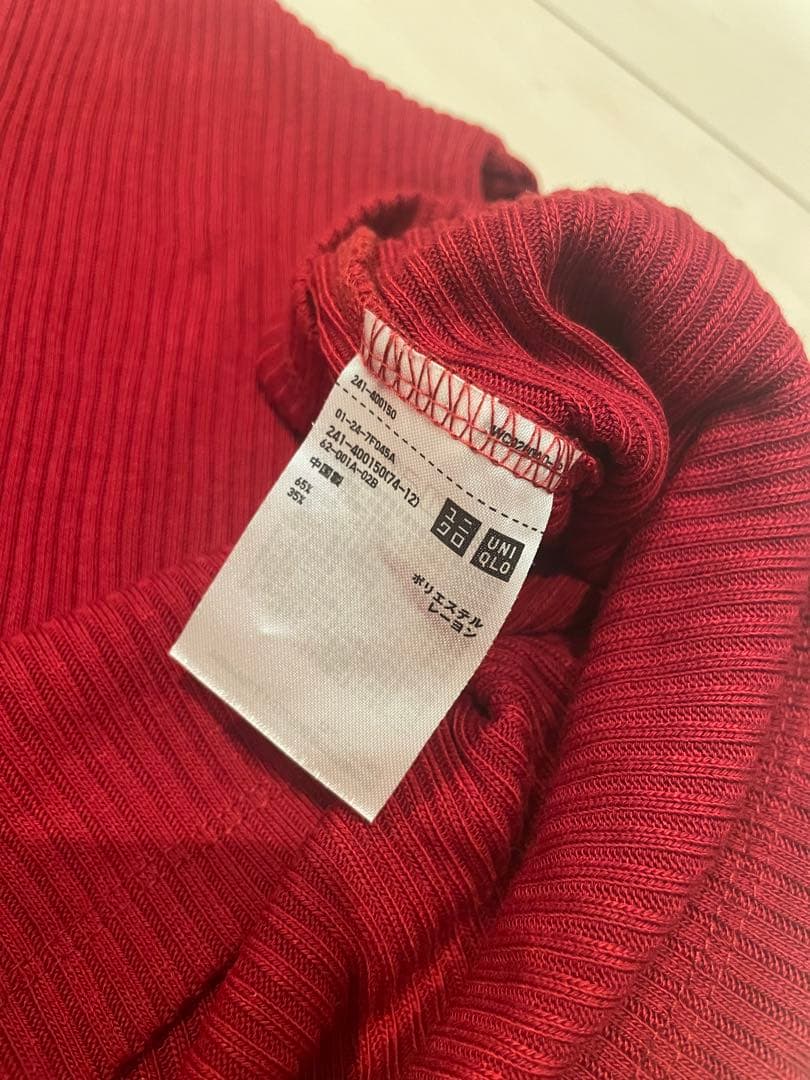 241-400150
ユニ
クロ
UNI
QLO
01-24-7F045A
241-400150(74-12)
62-001A-02B
中国製
ポリエステル 65%
レーヨン 35%